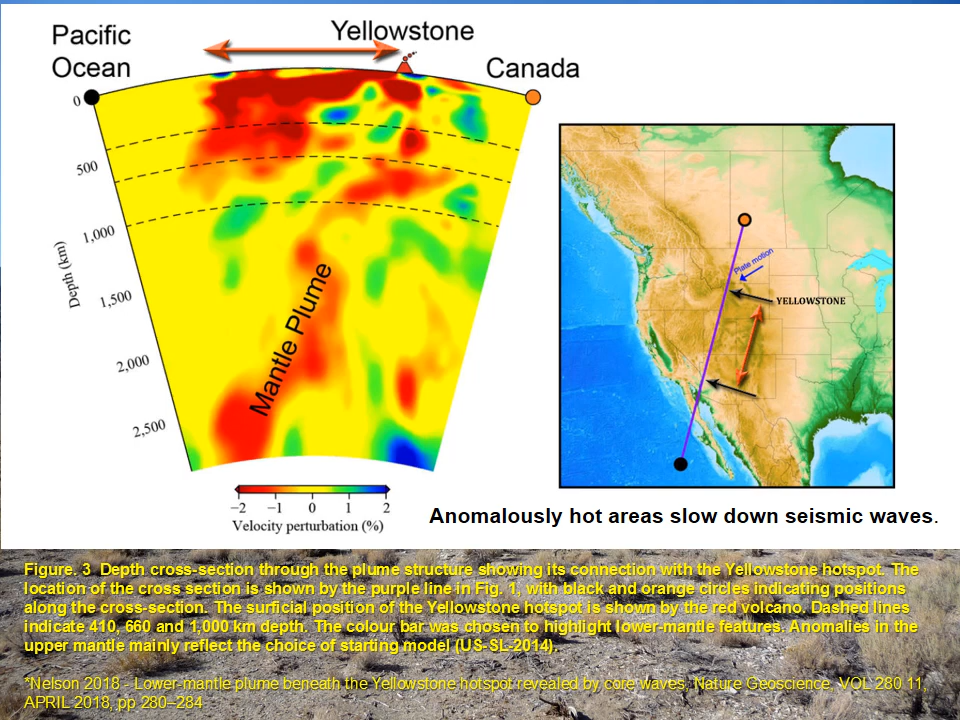 Pacific
Ocean
Yellowstone
Canada
0
500
1,000
1,500
2,000
2,500
Depth (km)
Mantle Plume
−2 −1 0 1 2
Velocity perturbation (%)
Plate motion
YELLOWSTONE
Anomalously hot areas slow down seismic waves.
Figure. 3 Depth cross-section through the plume structure showing its connection with the Yellowstone hotspot. The
location of the cross section is shown by the purple line in Fig. 1, with black and orange circles indicating positions
along the cross-section. The surficial position of the Yellowstone hotspot is shown by the red volcano. Dashed lines
indicate 410, 660 and 1,000 km depth. The colour bar was chosen to highlight lower-mantle features. Anomalies in the
upper mantle mainly reflect the choice of starting model (US-SL-2014).
*Nelson 2018 - Lower-mantle plume beneath the Yellowstone hotspot revealed by core waves, Nature Geoscience, VOL 280 11,
APRIL 2018, pp 280–284